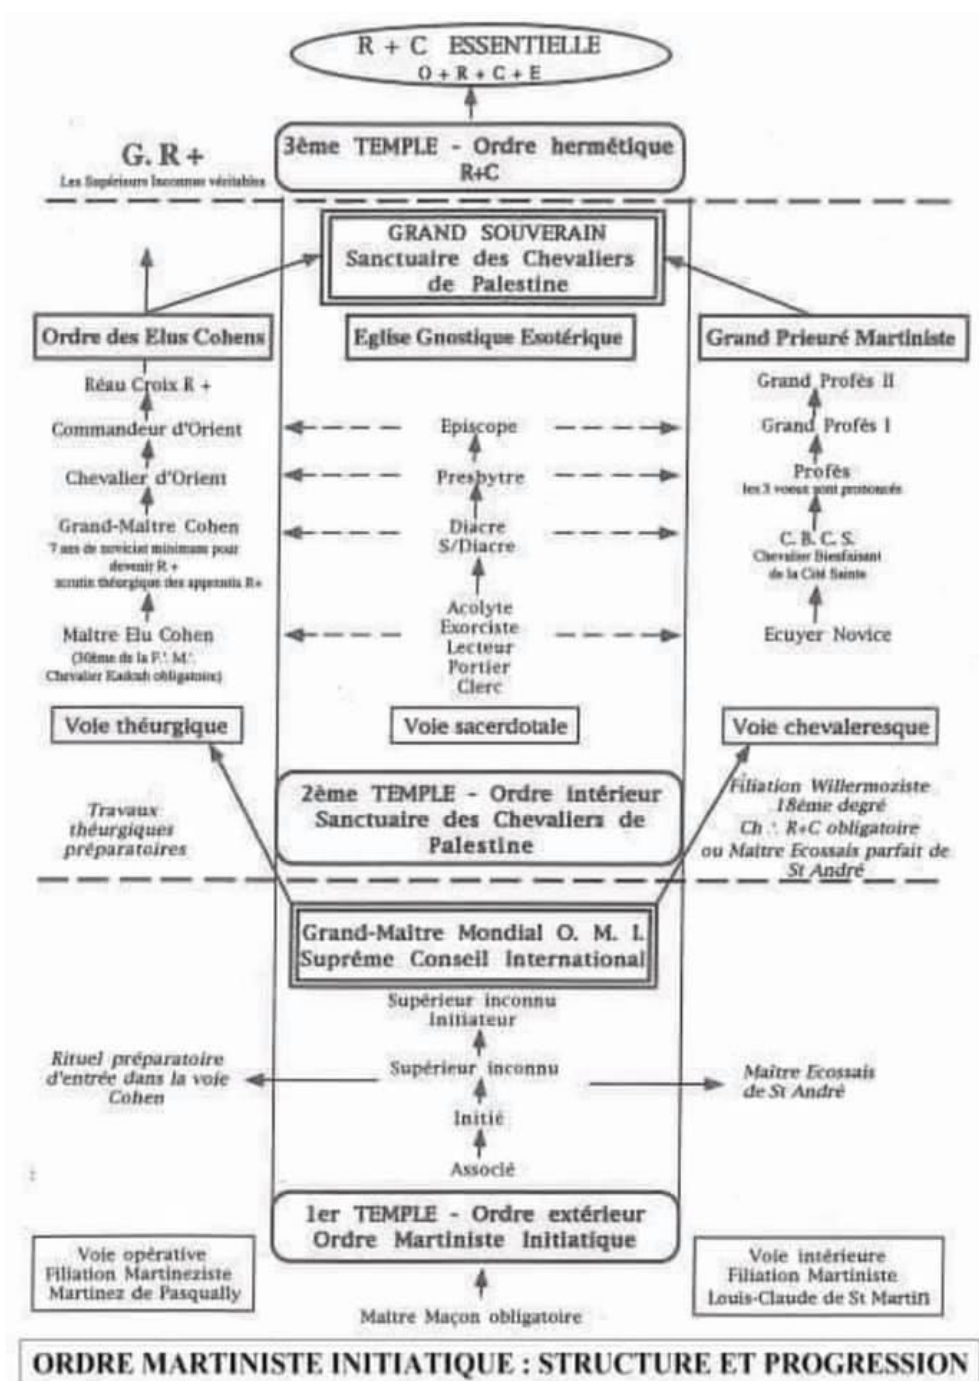 R + C ESSENTIELLE
O + R + C + E
3ème TEMPLE - Ordre hermétique
R+C
G. R +
Les Supérieurs Inconnus véritables
GRAND SOUVERAIN
Sanctuaire des Chevaliers
de Palestine
Ordre des Elus Cohens
Eglise Gnostique Esotérique
Grand Prieuré Martiniste
Réau Croix R +
Commandeur d'Orient
Chevalier d'Orient
Grand-Maître Cohen
7 ans de noviciat minimum pour
devenir R +
scrutin théurgique des apprentis R+
Maître Elu Cohen
(30ème de la F∴ M∴
Chevalier Kadosh obligatoire)
Episcope
Presbytre
Diacre
S/Diacre
Acolyte
Exorciste
Lecteur
Portier
Clerc
Grand Profès II
Grand Profès I
Profès
les 3 voeux sont prononcés
C. B. C. S.
Chevalier Bienfaisant
de la Cité Sainte
Ecuyer Novice
Voie théurgique
Voie sacerdotale
Voie chevaleresque
2ème TEMPLE - Ordre intérieur
Sanctuaire des Chevaliers de
Palestine
Travaux
théurgiques
préparatoires
Filiation Willermoziste
18ème degré
Ch ∴ R+C obligatoire
ou Maître Ecossais parfait de
St André
Grand-Maître Mondial O. M. I.
Suprême Conseil International
Supérieur inconnu
Initiateur
Supérieur inconnu
Initié
Associé
Rituel préparatoire
d'entrée dans la voie
Cohen
Maître Ecossais
de St André
1er TEMPLE - Ordre extérieur
Ordre Martiniste Initiatique
Voie opérative
Filiation Martineziste
Martinez de Pasqually
Voie intérieure
Filiation Martiniste
Louis-Claude de St Martin
Maître Maçon obligatoire
ORDRE MARTINISTE INITIATIQUE : STRUCTURE ET PROGRESSION